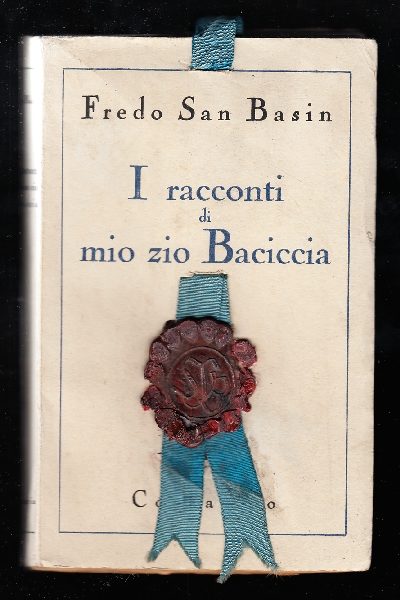 Fredo San Basin
I racconti
di
mio zio Baciccia